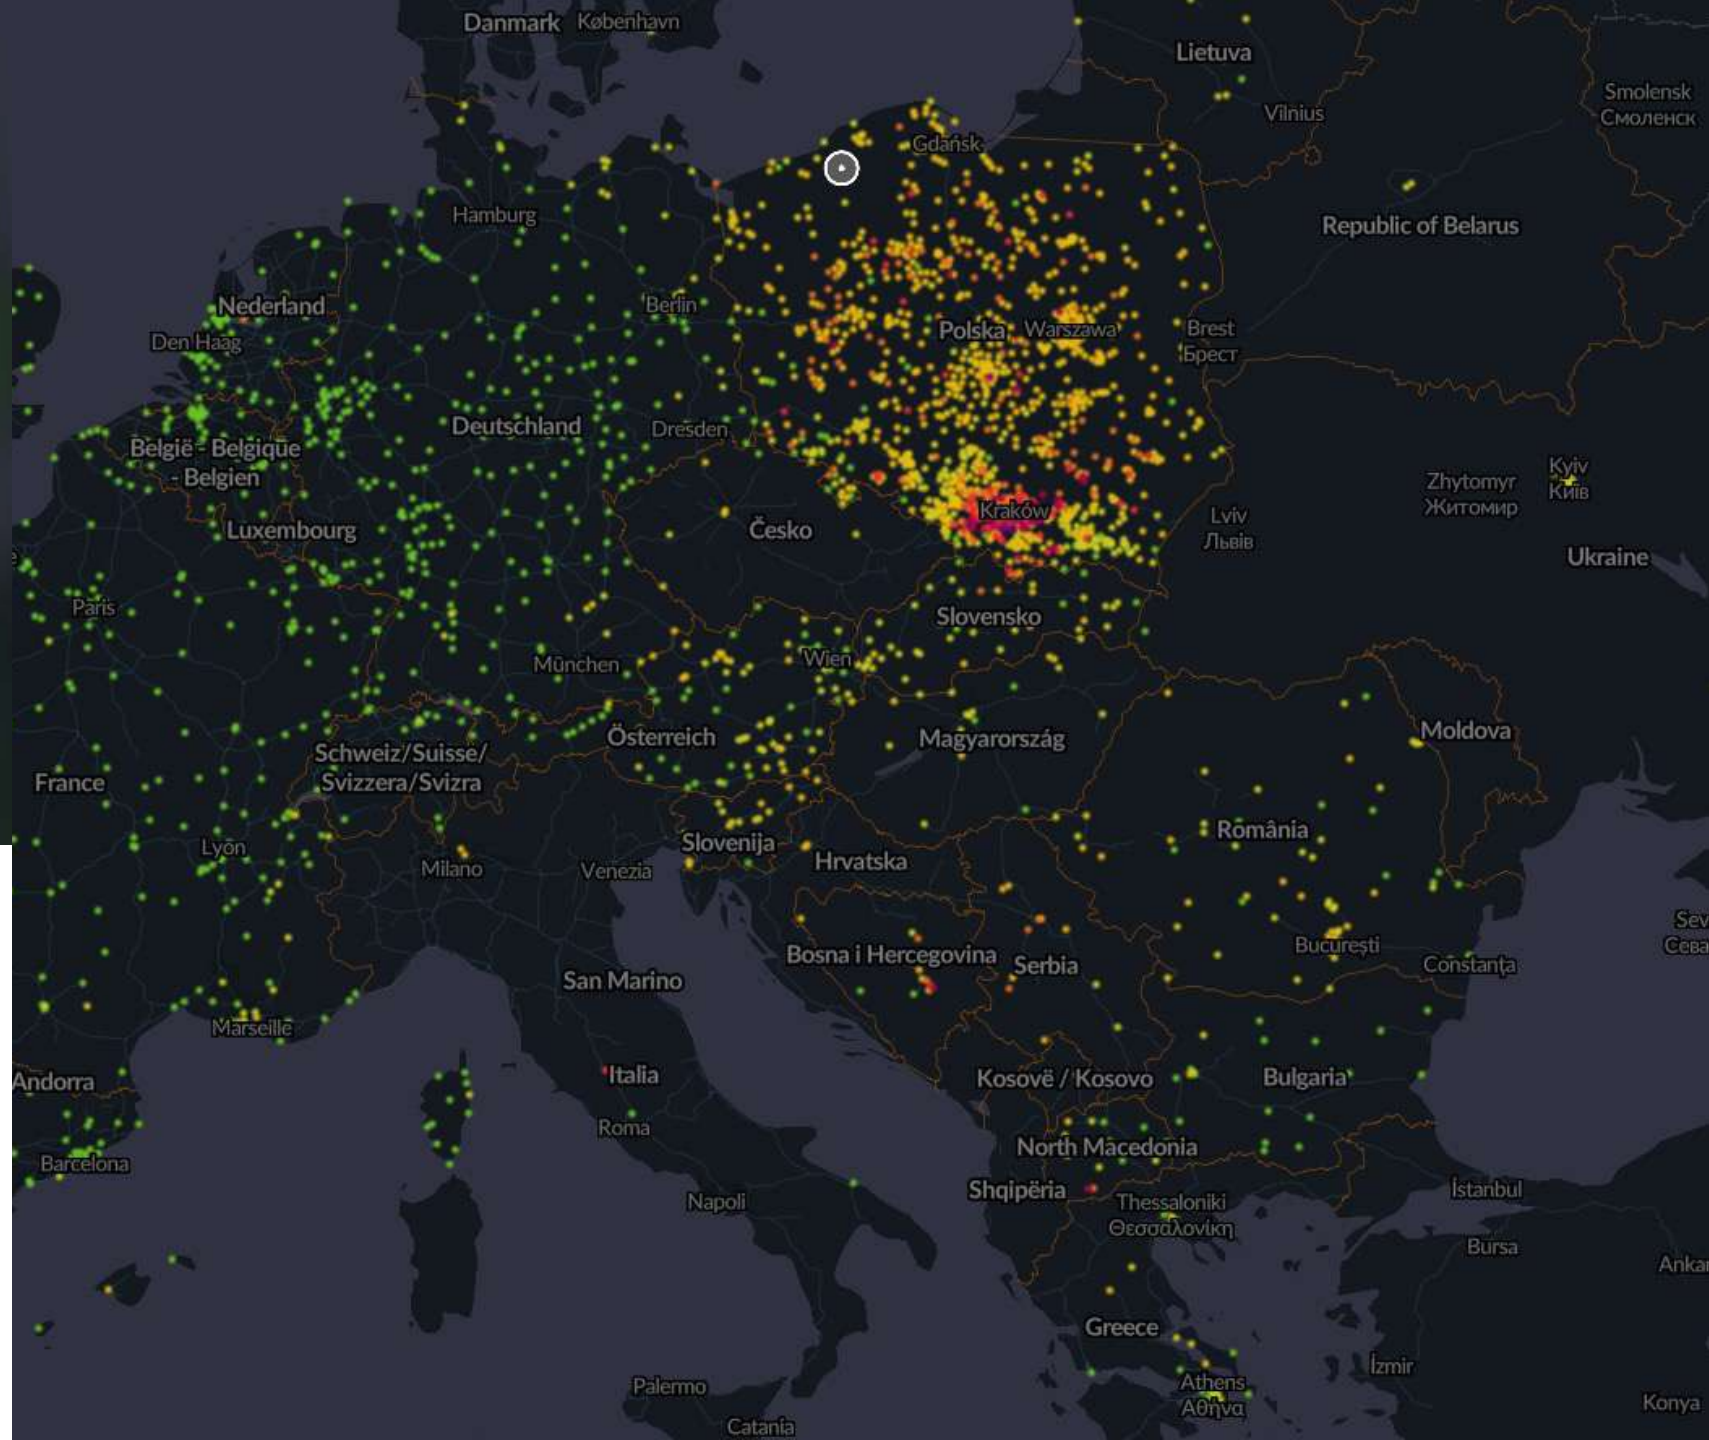 Danmark
København
Lietuva
Smolensk
Смоленск
Vilnius
Gdańsk
Hamburg
Republic of Belarus
Nederland
Berlin
Den Haag
Polska
Warszawa
Brest
Брест
Deutschland
Dresden
België - Belgique
- Belgien
Kyiv
Київ
Zhytomyr
Житомир
Luxembourg
Česko
Kraków
Lviv
Львів
Ukraine
Paris
Slovensko
München
Wien
Österreich
Magyarország
Moldova
Schweiz/Suisse/
Svizzera/Svizra
France
România
Lyon
Slovenija
Milano
Venezia
Hrvatska
Sev
Сева
București
Bosna i Hercegovina
Serbia
Constanța
San Marino
Marseille
Andorra
Italia
Kosovë / Kosovo
Bulgaria
Roma
North Macedonia
Barcelona
Shqipëria
Thessaloniki
Θεσσαλονίκη
İstanbul
Napoli
Bursa
Anka
Greece
İzmir
Palermo
Athens
Αθήνα
Konya
Catania